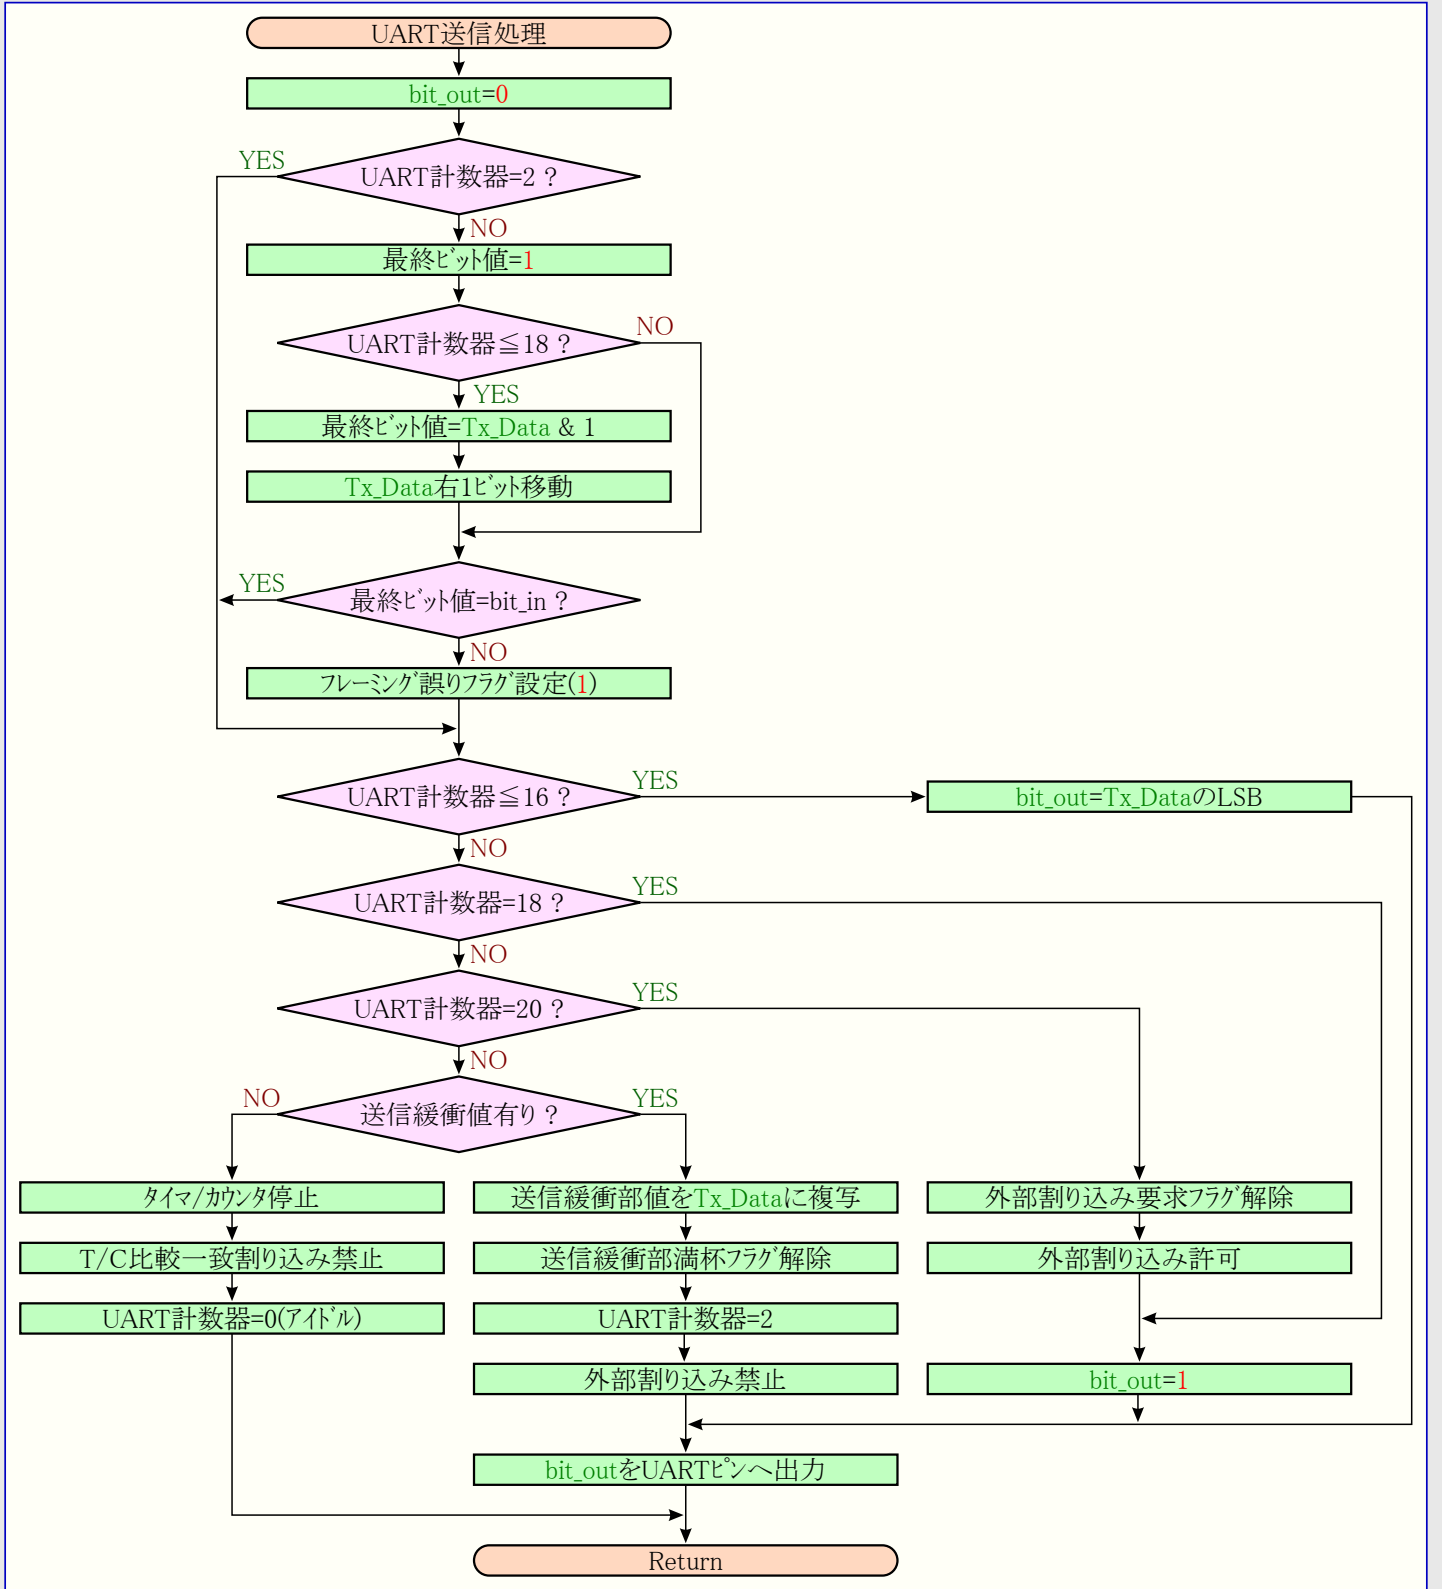 UART送信処理
bit_out=0
YES
UART計数器=2 ?
NO
最終ﾋﾞｯﾄ値=1
UART計数器≦18 ?
NO
YES
最終ﾋﾞｯﾄ値=Tx_Data & 1
Tx_Data右1ﾋﾞｯﾄ移動
YES
最終ﾋﾞｯﾄ値=bit_in ?
NO
ﾌﾚｰﾐﾝｸﾞ誤りﾌﾗｸﾞ設定(1)
UART計数器≦16 ?
YES
bit_out=Tx_DataのLSB
NO
UART計数器=18 ?
YES
NO
UART計数器=20 ?
YES
NO
NO
送信緩衝値有り ?
YES
ﾀｲﾏ/ｶｳﾝﾀ停止
送信緩衝部値をTx_Dataに複写
外部割り込み要求ﾌﾗｸﾞ解除
T/C比較一致割り込み禁止
送信緩衝部満杯ﾌﾗｸﾞ解除
外部割り込み許可
UART計数器=0(ｱｲﾄﾞﾙ)
UART計数器=2
外部割り込み禁止
bit_out=1
bit_outをUARTﾋﾟﾝへ出力
Return